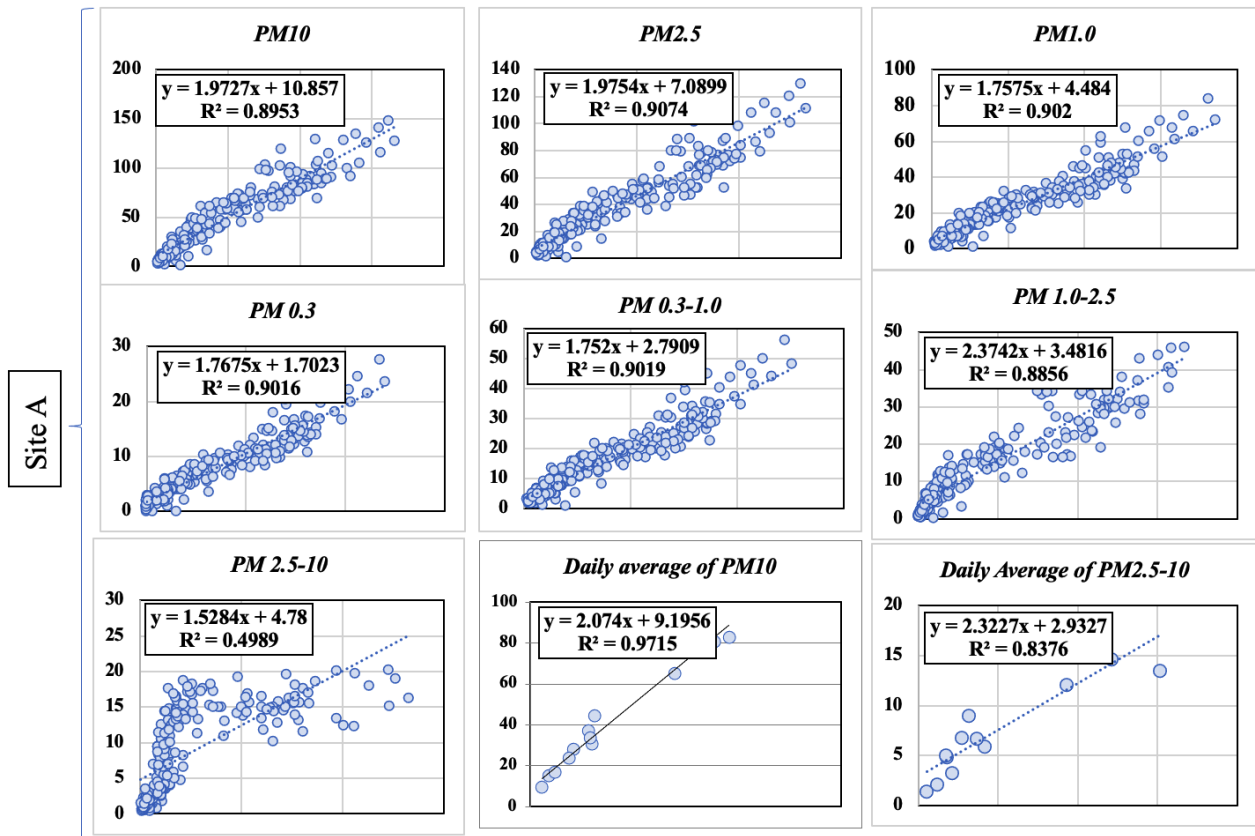 Site A
PM10
200
150
100
50
0
y = 1.9727x + 10.857
R² = 0.8953
PM2.5
140
120
100
80
60
40
20
0
y = 1.9754x + 7.0899
R² = 0.9074
PM1.0
100
80
60
40
20
0
y = 1.7575x + 4.484
R² = 0.902
PM 0.3
30
20
10
0
y = 1.7675x + 1.7023
R² = 0.9016
PM 0.3-1.0
60
50
40
30
20
10
0
y = 1.752x + 2.7909
R² = 0.9019
PM 1.0-2.5
50
40
30
20
10
0
y = 2.3742x + 3.4816
R² = 0.8856
PM 2.5-10
30
25
20
15
10
5
0
y = 1.5284x + 4.78
R² = 0.4989
Daily average of PM10
100
80
60
40
20
0
y = 2.074x + 9.1956
R² = 0.9715
Daily Average of PM2.5-10
20
15
10
5
0
y = 2.3227x + 2.9327
R² = 0.8376